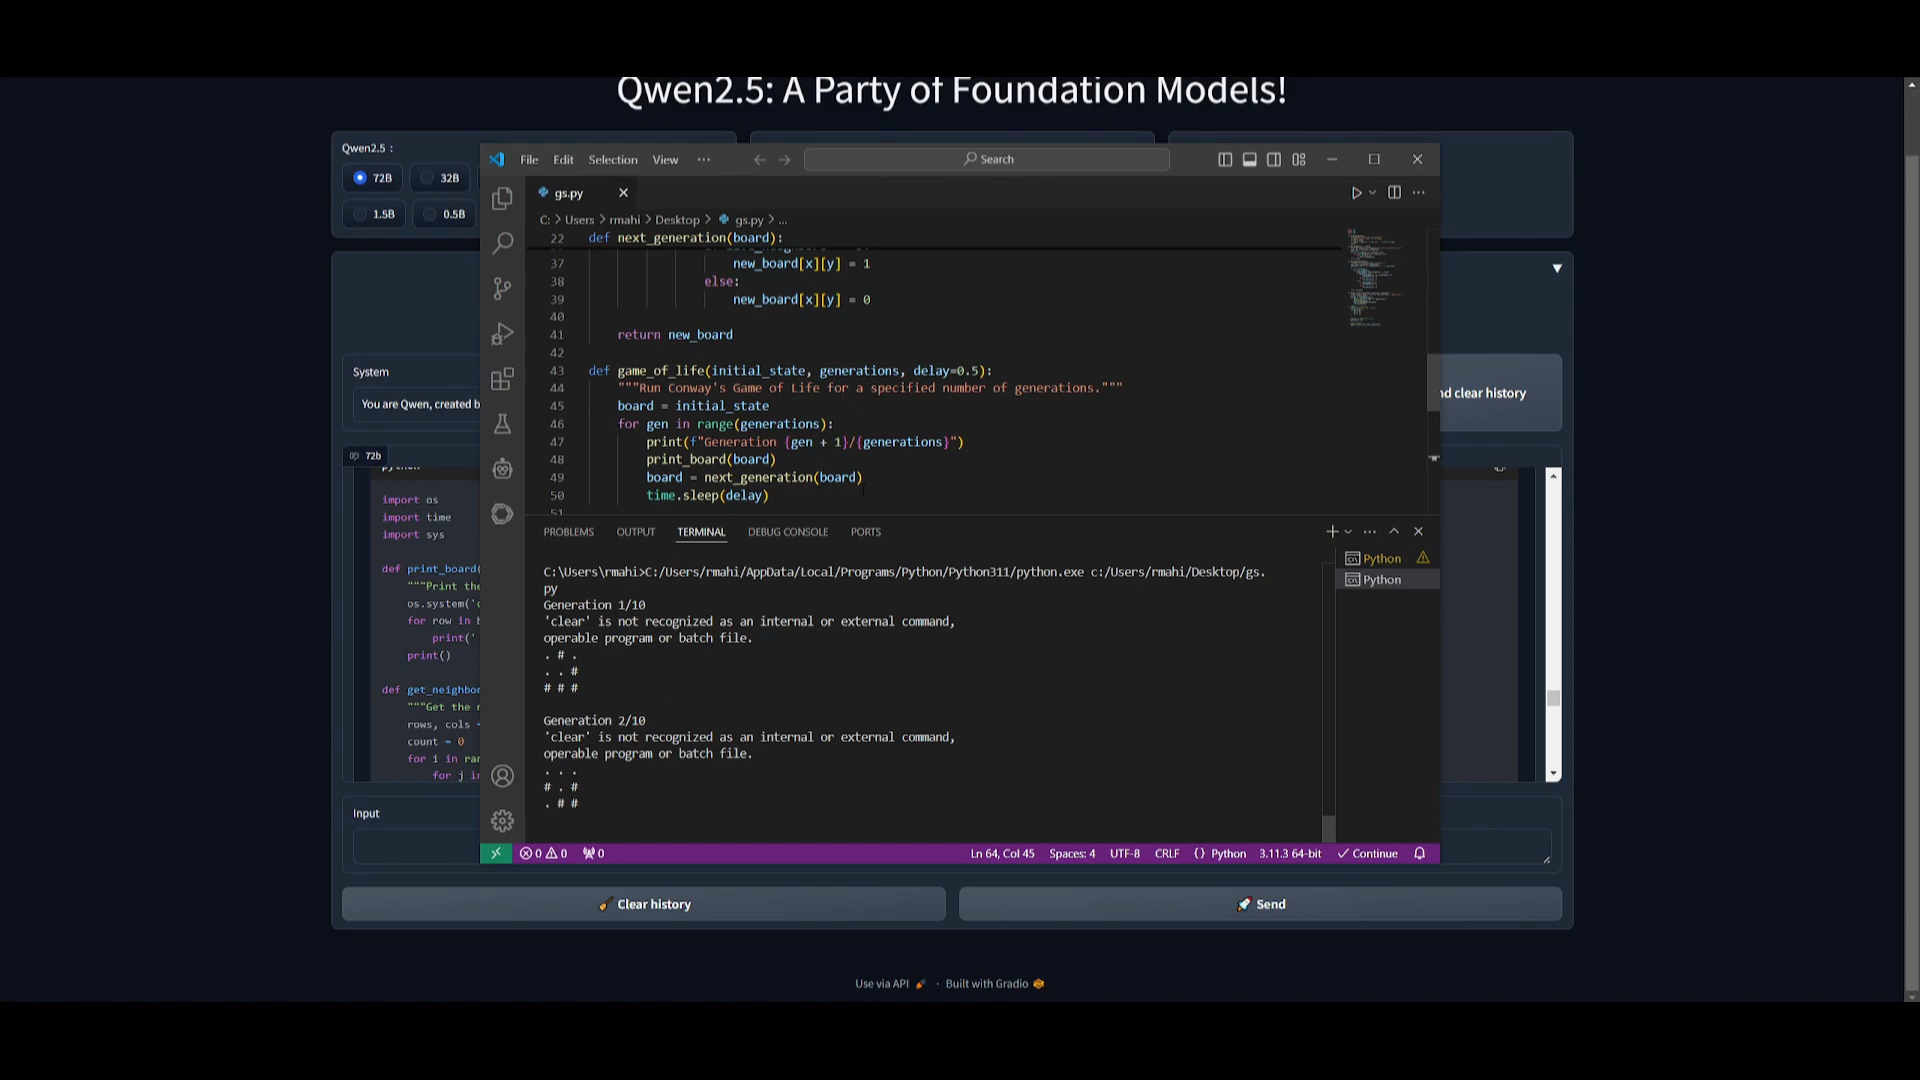 Qwen2.5: A Party of Foundation Models!
Qwen2.5 :
72B
32B
1.5B
0.5B
System
You are Qwen, created b
nd clear history
72b
import os
import time
import sys
def print_board(
"""Print the
os.system('c
for row in b
print('
print()
def get_neighbor
"""Get the n
rows, cols =
count = 0
for i in ran
for j in
Input
Clear history
Send
Use via API
·
Built with Gradio
File
Edit
Selection
View
···
Search
gs.py
C: > Users > rmahi > Desktop > gs.py > ...
22 def next_generation(board):
37 new_board[x][y] = 1
38 else:
39 new_board[x][y] = 0
40
41 return new_board
42
43 def game_of_life(initial_state, generations, delay=0.5):
44 """Run Conway's Game of Life for a specified number of generations."""
45 board = initial_state
46 for gen in range(generations):
47 print(f"Generation {gen + 1}/{generations}")
48 print_board(board)
49 board = next_generation(board)
50 time.sleep(delay)
51
PROBLEMS
OUTPUT
TERMINAL
DEBUG CONSOLE
PORTS
Python
Python
C:\Users\rmahi>C:/Users/rmahi/AppData/Local/Programs/Python/Python311/python.exe c:/Users/rmahi/Desktop/gs.
py
Generation 1/10
'clear' is not recognized as an internal or external command,
operable program or batch file.
. # .
. . #
# # #
Generation 2/10
'clear' is not recognized as an internal or external command,
operable program or batch file.
. . .
# . #
. # #
0 0
0
Ln 64, Col 45
Spaces: 4
UTF-8
CRLF
{ } Python
3.11.3 64-bit
Continue